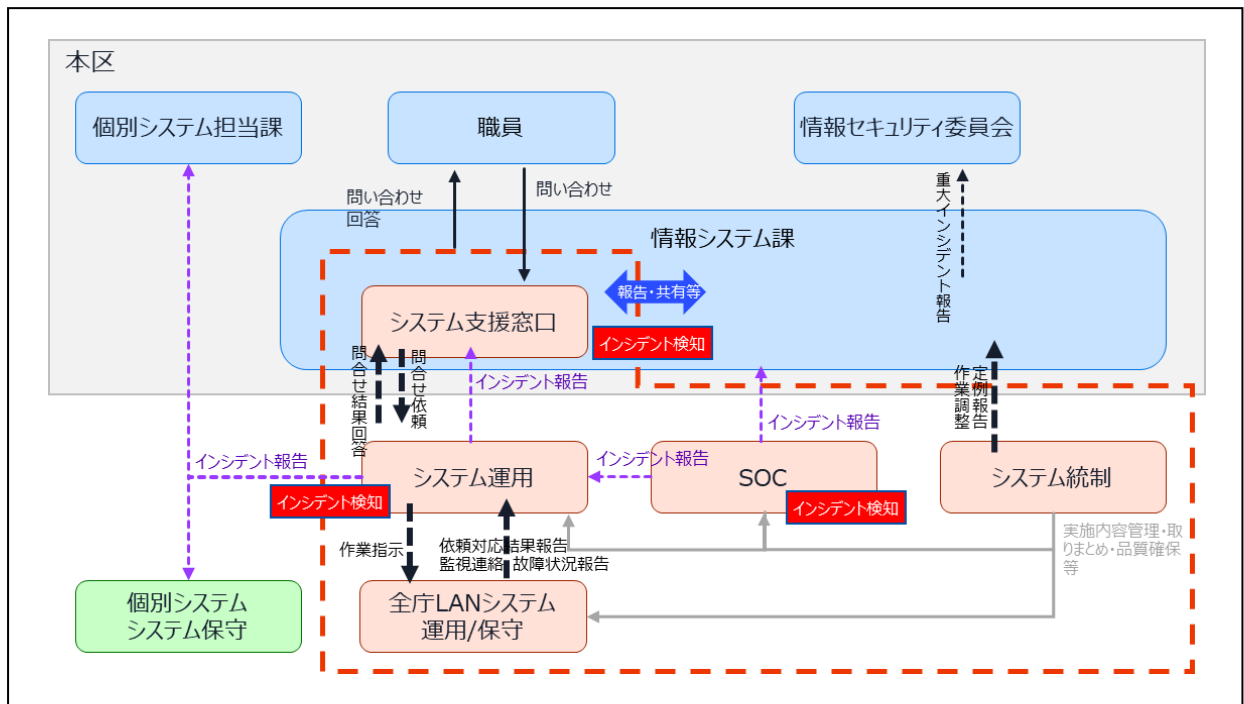 本区
個別システム担当課
職員
情報セキュリティ委員会
問い合わせ
回答
問い合わせ
重大インシデント報告
情報システム課
報告・共有等
システム支援窓口
インシデント検知
問合せ結果回答
問合せ依頼
インシデント報告
定例報告
作業調整
インシデント報告
インシデント報告
システム運用
インシデント報告
SOC
システム統制
インシデント検知
インシデント検知
作業指示
依頼対応結果報告
監視連絡・故障状況報告
実施内容管理・取
りまとめ・品質確保
等
個別システム
システム保守
全庁LANシステム
運用/保守